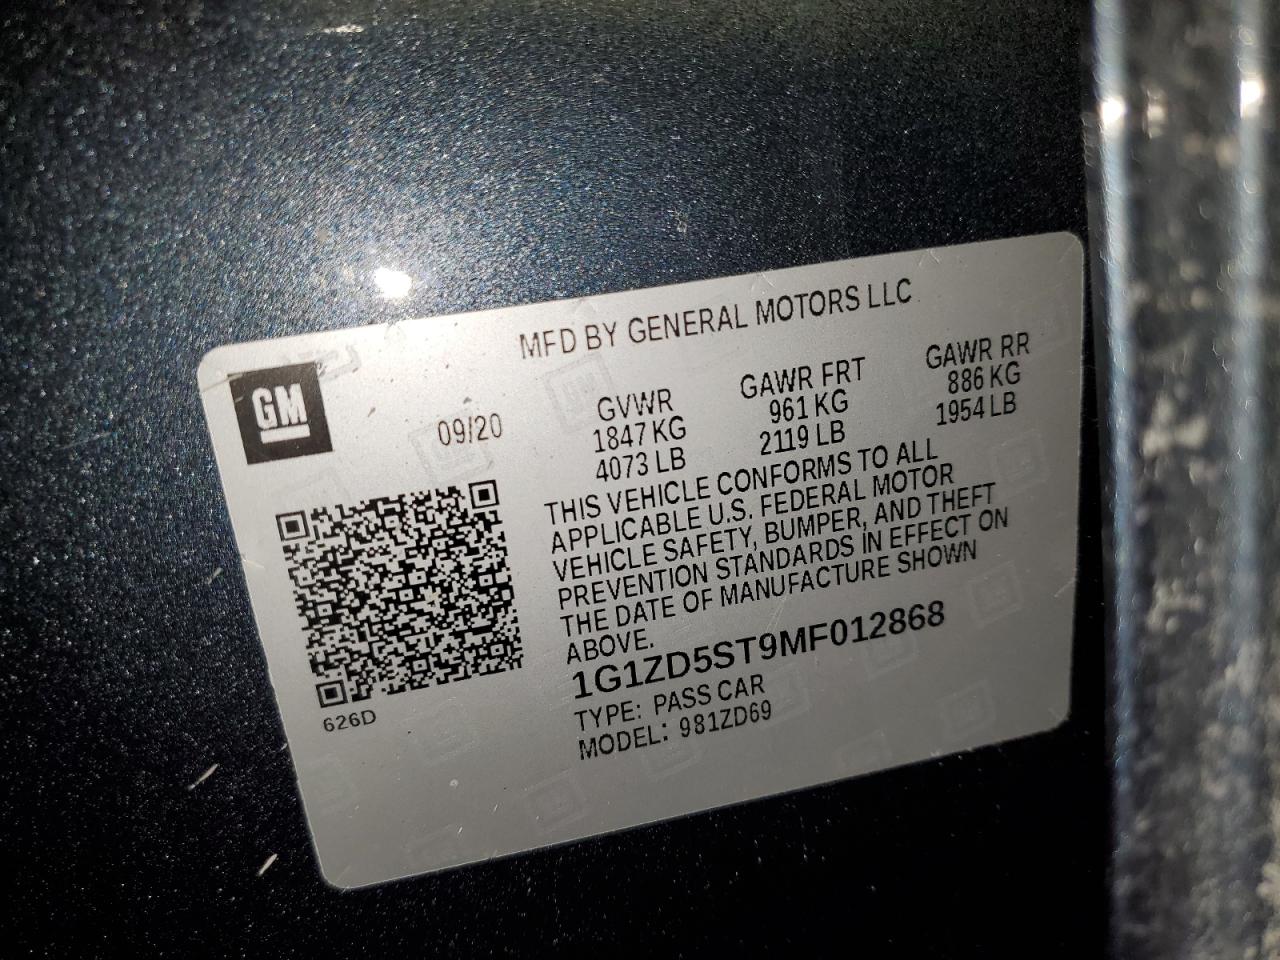 MFD BY GENERAL MOTORS LLC
GM
09/20
GVWR
1847 KG
4073 LB
GAWR FRT
961 KG
2119 LB
GAWR RR
886 KG
1954 LB
THIS VEHICLE CONFORMS TO ALL
APPLICABLE U.S. FEDERAL MOTOR
VEHICLE SAFETY, BUMPER, AND THEFT
PREVENTION STANDARDS IN EFFECT ON
THE DATE OF MANUFACTURE SHOWN
ABOVE.
1G1ZD5ST9MF012868
TYPE: PASS CAR
MODEL: 981ZD69
626D